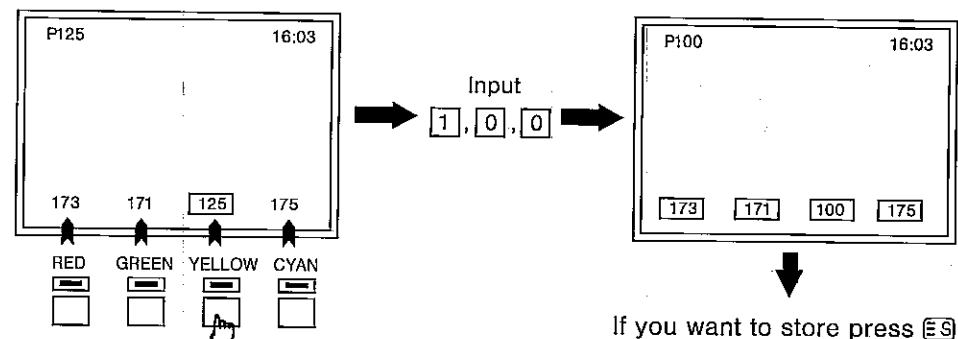 P125 16:03
173 171 125 175
RED GREEN YELLOW CYAN
Input
1, 0, 0
P100 16:03
173 171 100 175
If you want to store press ES